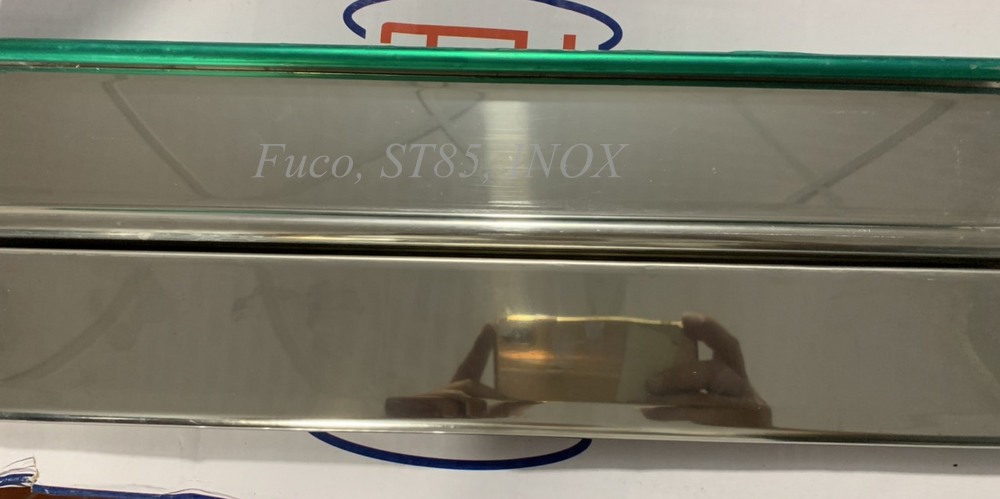 Fuco, ST85, INOX